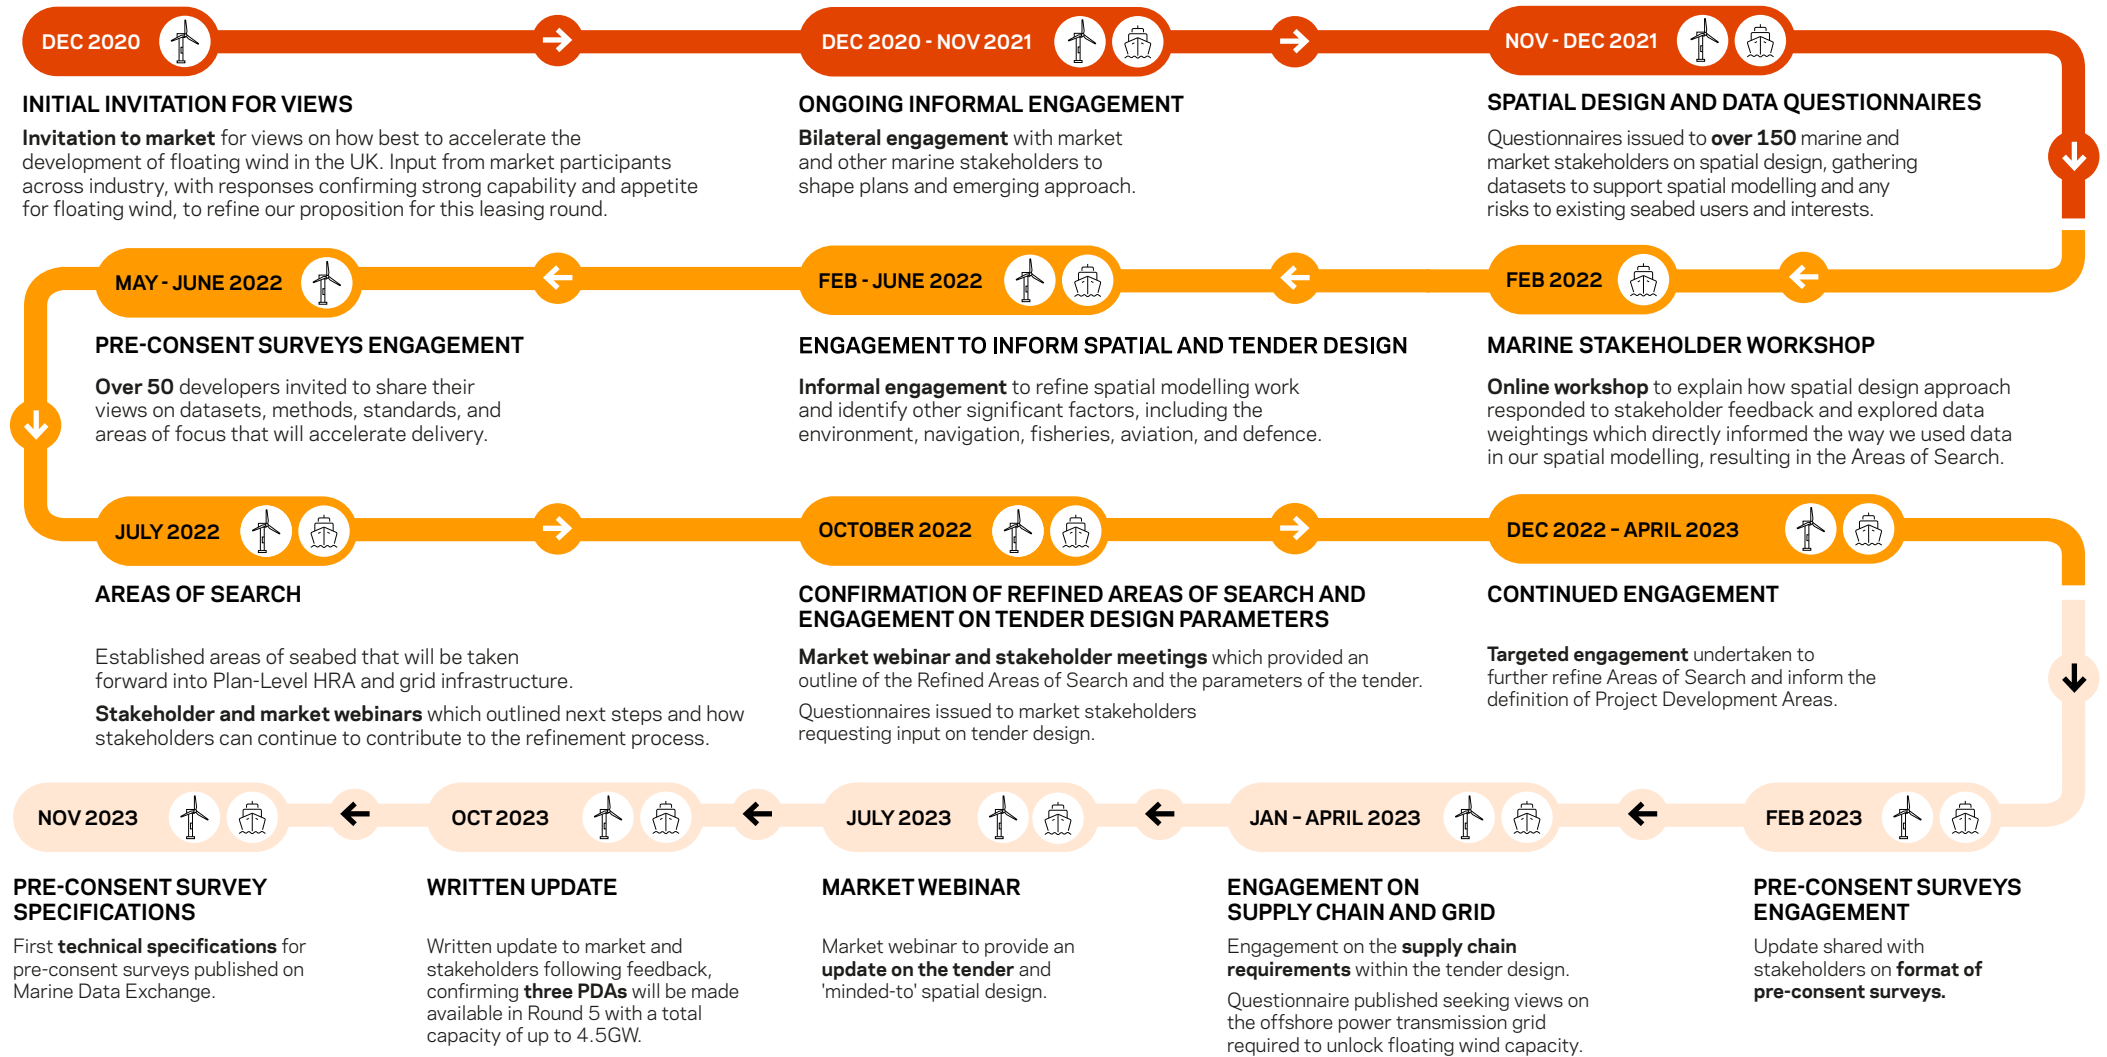 DEC 2020
INITIAL INVITATION FOR VIEWS
Invitation to market for views on how best to accelerate the
development of floating wind in the UK. Input from market participants
across industry, with responses confirming strong capability and appetite
for floating wind, to refine our proposition for this leasing round.
DEC 2020 - NOV 2021
ONGOING INFORMAL ENGAGEMENT
Bilateral engagement with market
and other marine stakeholders to
shape plans and emerging approach.
NOV - DEC 2021
SPATIAL DESIGN AND DATA QUESTIONNAIRES
Questionnaires issued to over 150 marine and
market stakeholders on spatial design, gathering
datasets to support spatial modelling and any
risks to existing seabed users and interests.
FEB 2022
MARINE STAKEHOLDER WORKSHOP
Online workshop to explain how spatial design approach
responded to stakeholder feedback and explored data
weightings which directly informed the way we used data
in our spatial modelling, resulting in the Areas of Search.
FEB - JUNE 2022
ENGAGEMENT TO INFORM SPATIAL AND TENDER DESIGN
Informal engagement to refine spatial modelling work
and identify other significant factors, including the
environment, navigation, fisheries, aviation, and defence.
MAY - JUNE 2022
PRE-CONSENT SURVEYS ENGAGEMENT
Over 50 developers invited to share their
views on datasets, methods, standards, and
areas of focus that will accelerate delivery.
JULY 2022
AREAS OF SEARCH
Established areas of seabed that will be taken
forward into Plan-Level HRA and grid infrastructure.
Stakeholder and market webinars which outlined next steps and how
stakeholders can continue to contribute to the refinement process.
OCTOBER 2022
CONFIRMATION OF REFINED AREAS OF SEARCH AND
ENGAGEMENT ON TENDER DESIGN PARAMETERS
Market webinar and stakeholder meetings which provided an
outline of the Refined Areas of Search and the parameters of the tender.
Questionnaires issued to market stakeholders
requesting input on tender design.
DEC 2022 – APRIL 2023
CONTINUED ENGAGEMENT
Targeted engagement undertaken to
further refine Areas of Search and inform the
definition of Project Development Areas.
FEB 2023
PRE-CONSENT SURVEYS
ENGAGEMENT
Update shared with
stakeholders on format of
pre-consent surveys.
JAN – APRIL 2023
ENGAGEMENT ON
SUPPLY CHAIN AND GRID
Engagement on the supply chain
requirements within the tender design.
Questionnaire published seeking views on
the offshore power transmission grid
required to unlock floating wind capacity.
JULY 2023
MARKET WEBINAR
Market webinar to provide an
update on the tender and
'minded-to' spatial design.
OCT 2023
WRITTEN UPDATE
Written update to market and
stakeholders following feedback,
confirming three PDAs will be made
available in Round 5 with a total
capacity of up to 4.5GW.
NOV 2023
PRE-CONSENT SURVEY
SPECIFICATIONS
First technical specifications for
pre-consent surveys published on
Marine Data Exchange.